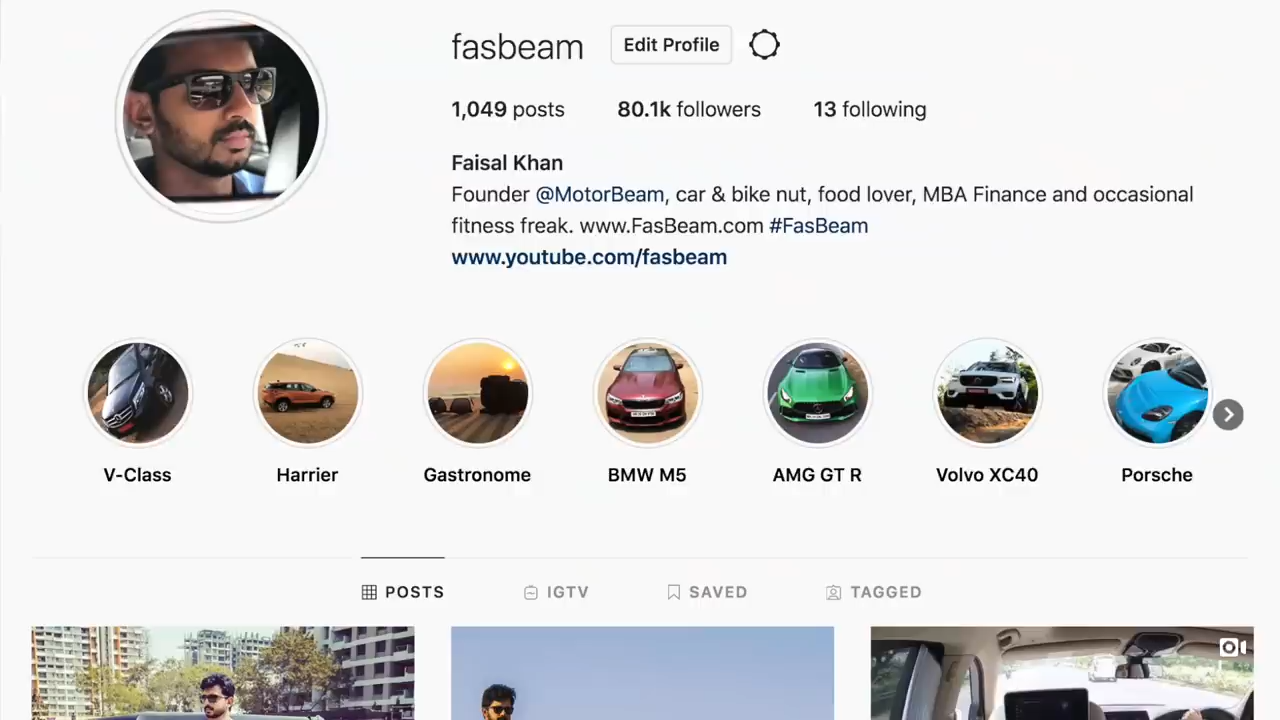 fasbeam
Edit Profile
1,049 posts
80.1k followers
13 following
Faisal Khan
Founder @MotorBeam, car & bike nut, food lover, MBA Finance and occasional
fitness freak. www.FasBeam.com #FasBeam
www.youtube.com/fasbeam
V-Class
Harrier
Gastronome
BMW M5
AMG GT R
Volvo XC40
Porsche
POSTS
IGTV
SAVED
TAGGED